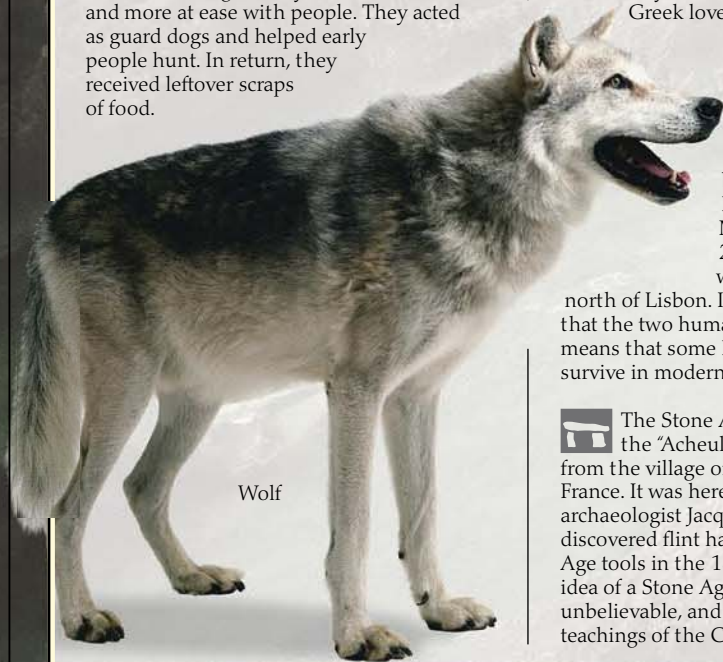 and more at ease with people. They acted
as guard dogs and helped early
people hunt. In return, they
received leftover scraps
of food.
Wolf
Greek love
north of Lisbon.
that the two huma
means that some
survive in modern
The Stone A
the “Acheul
from the village o
France. It was here
archaeologist Jacq
discovered flint ha
Age tools in the 1
idea of a Stone Ag
unbelievable, and
teachings of the C